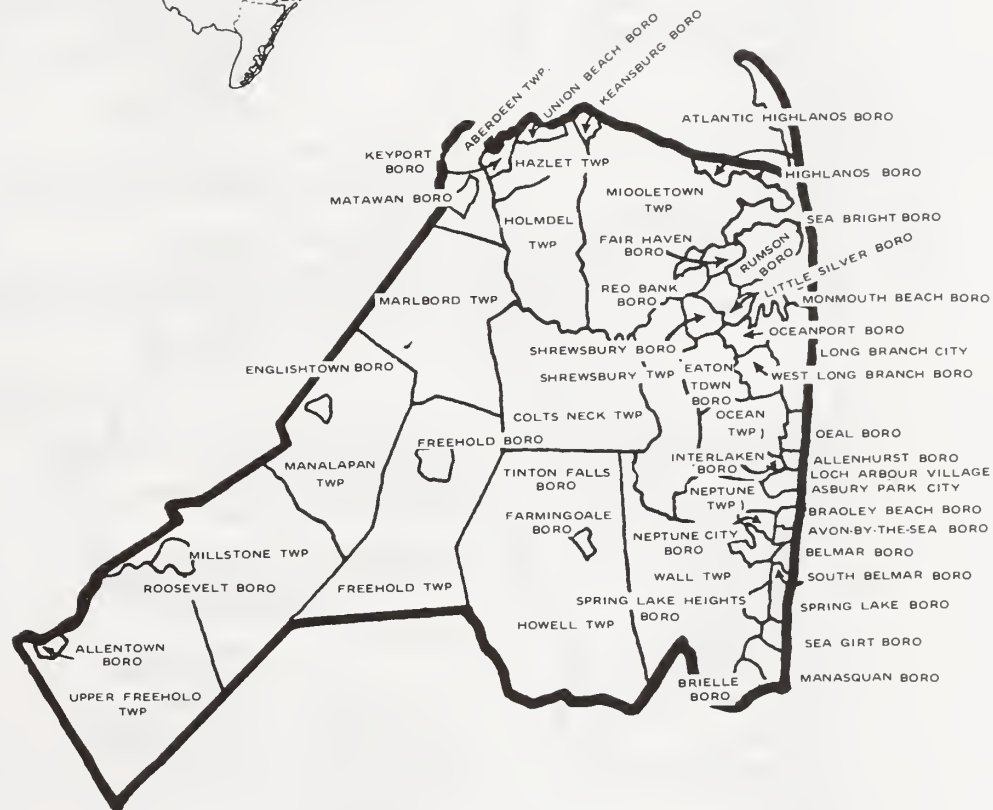 ABERDEEN TWP.
UNION BEACH BORO
KEANSBURG BORO
ATLANTIC HIGHLANOS BORO
KEYPORT
BORO
HAZLET TWP
HIGHLANOS BORO
MATAWAN BORO
MIOOLETOWN
TWP
HOLMDEL
TWP
SEA BRIGHT BORO
FAIR HAVEN
BORO
RUMSON
BORO
LITTLE SILVER BORO
REO BANK
BORO
MARLBORD TWP
MONMOUTH BEACH BORO
OCEANPORT BORO
SHREWSBURY BORO
LONG BRANCH CITY
ENGLISHTOWN BORO
SHREWSBURY TWP
EATON
TDWN
BORO
WEST LONG BRANCH BORO
COLTS NECK TWP
OCEAN
TWP)
OEAL BORO
FREEHOLD BORO
INTERLAKEN
BORO
ALLENHURST BORO
MANALAPAN
TWP
TINTON FALLS
BORO
LOCH ARBOUR VILLAGE
ASBURY PARK CITY
NEPTUNE
TWP)
FARMINGOALE
BORO
BRAOLEY BEACH BORO
AVON-BY-THE-SEA BORO
NEPTUNE CITY
BORO
MILLSTONE TWP
BELMAR BORO
ROOSEVELT BORO
FREEHOLD TWP
WALL TWP
SOUTH BELMAR BORO
SPRING LAKE HEIGHTS
BORO
SPRING LAKE BORO
HOWELL TWP
SEA GIRT BORO
ALLENTOWN
BORO
BRIELLE
BORO
MANASQUAN BORO
UPPER FREEHOLO
TWP